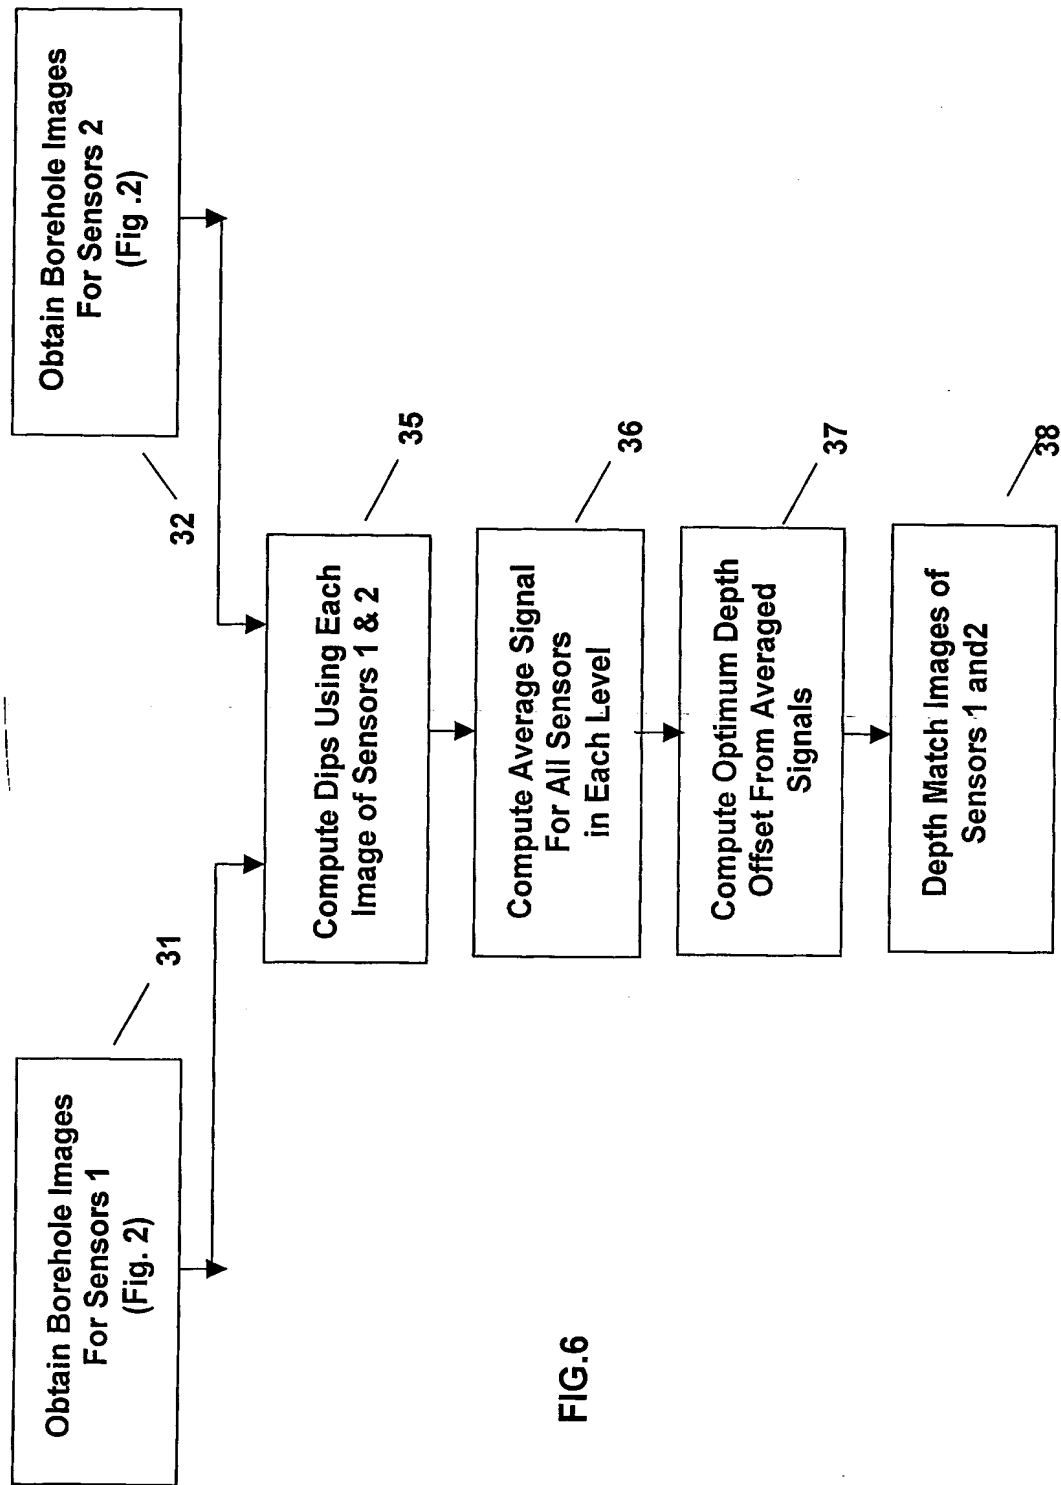 Obtain Borehole Images
For Sensors 1
(Fig. 2)
31
Obtain Borehole Images
For Sensors 2
(Fig .2)
32
Compute Dips Using Each
Image of Sensors 1 & 2
35
Compute Average Signal
For All Sensors
in Each Level
36
Compute Optimum Depth
Offset From Averaged
Signals
37
Depth Match Images of
Sensors 1 and2
38
FIG.6